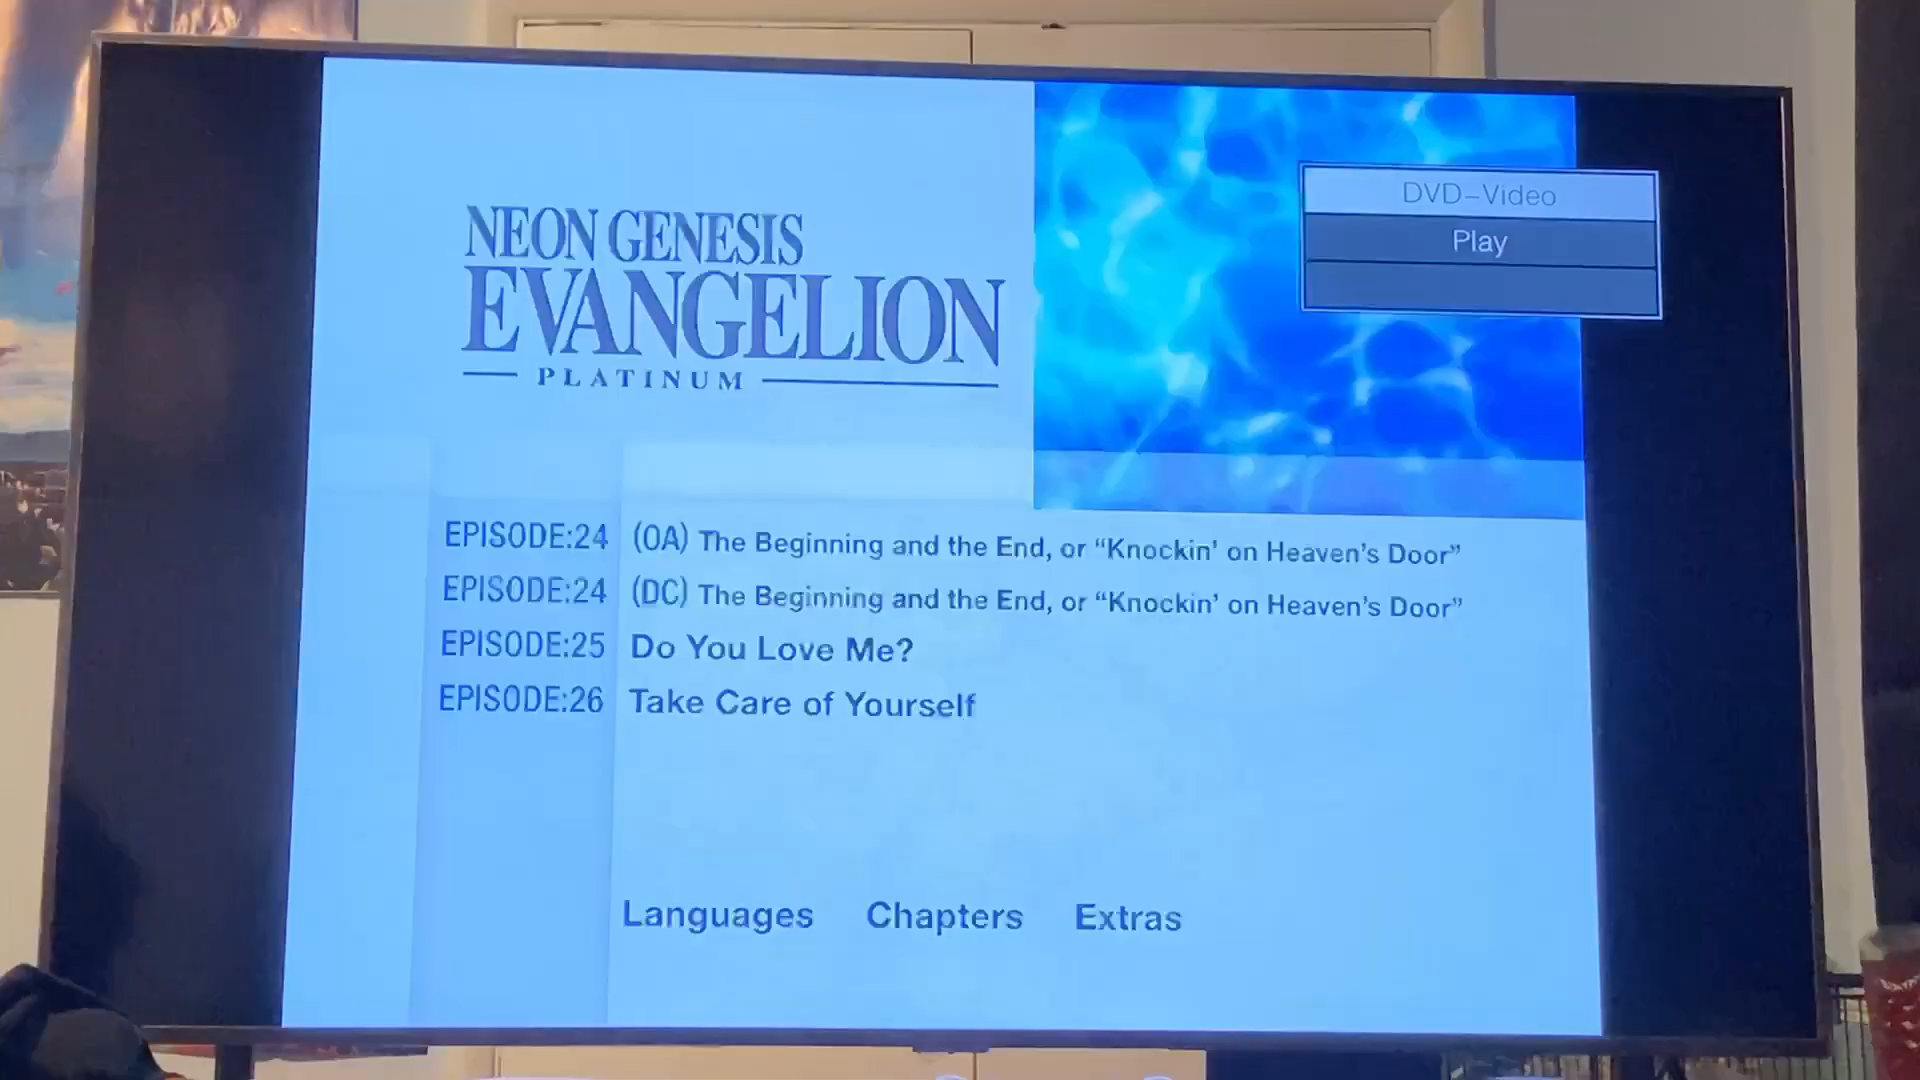 NEON GENESIS
EVANGELION
PLATINUM
DVD-Video
Play
EPISODE:24 (OA) The Beginning and the End, or “Knockin' on Heaven's Door”
EPISODE:24 (DC) The Beginning and the End, or “Knockin' on Heaven's Door”
EPISODE:25 Do You Love Me?
EPISODE:26 Take Care of Yourself
Languages Chapters Extras